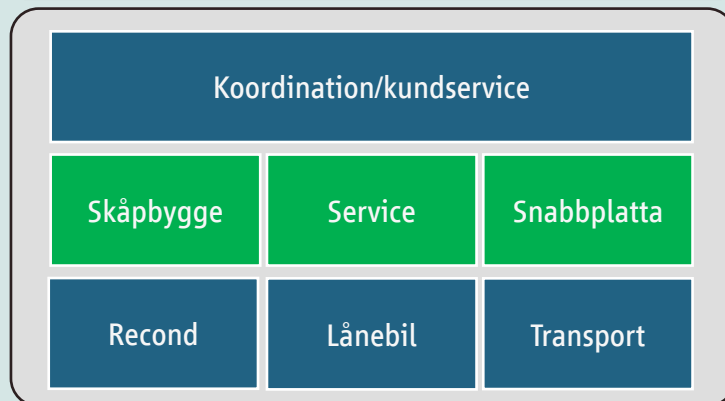 Koordination/kundservice
Skåpbygge
Service
Snabbplatta
Recond
Lånebil
Transport